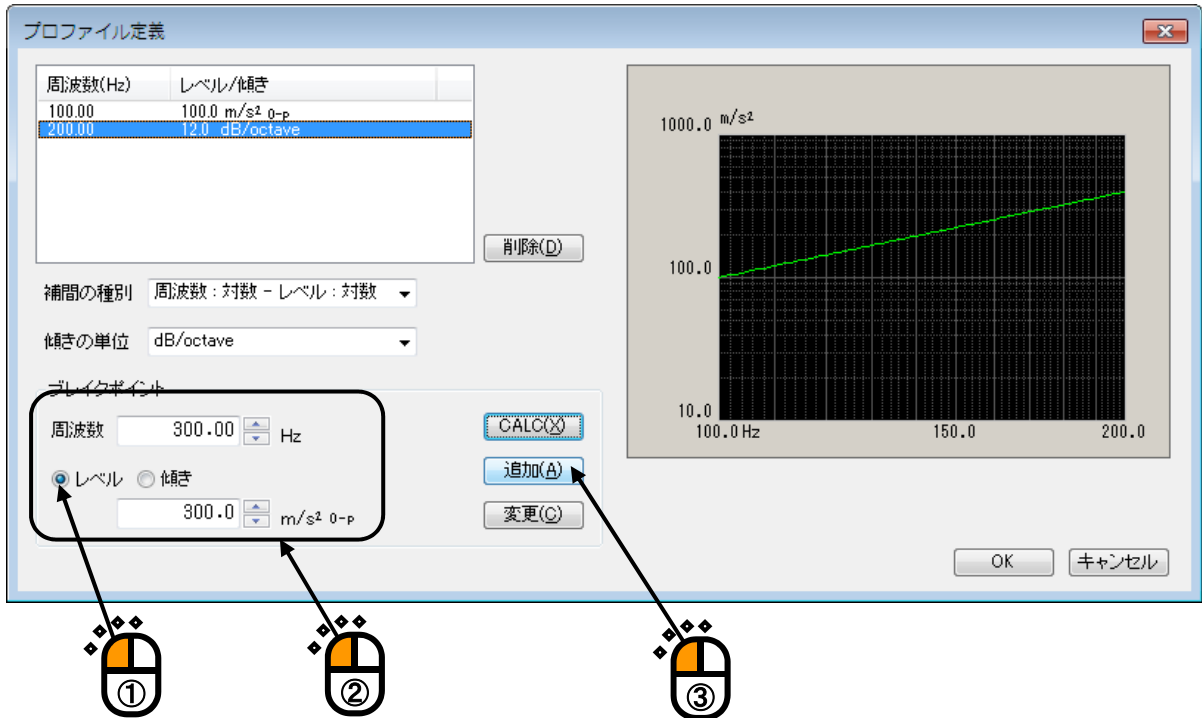 プロファイル定義
周波数(Hz) レベル/傾き
100.00 100.0 m/s² 0-p
200.00 12.0 dB/octave
削除(D)
補間の種別 周波数:対数-レベル:対数
傾きの単位 dB/octave
ブレイクポイント
周波数 300.00 Hz
レベル 傾き
300.0 m/s² 0-p
CALC(X)
追加(A)
変更(C)
1000.0 m/s²
100.0
10.0
100.0Hz 150.0 200.0
OK キャンセル
① ② ③